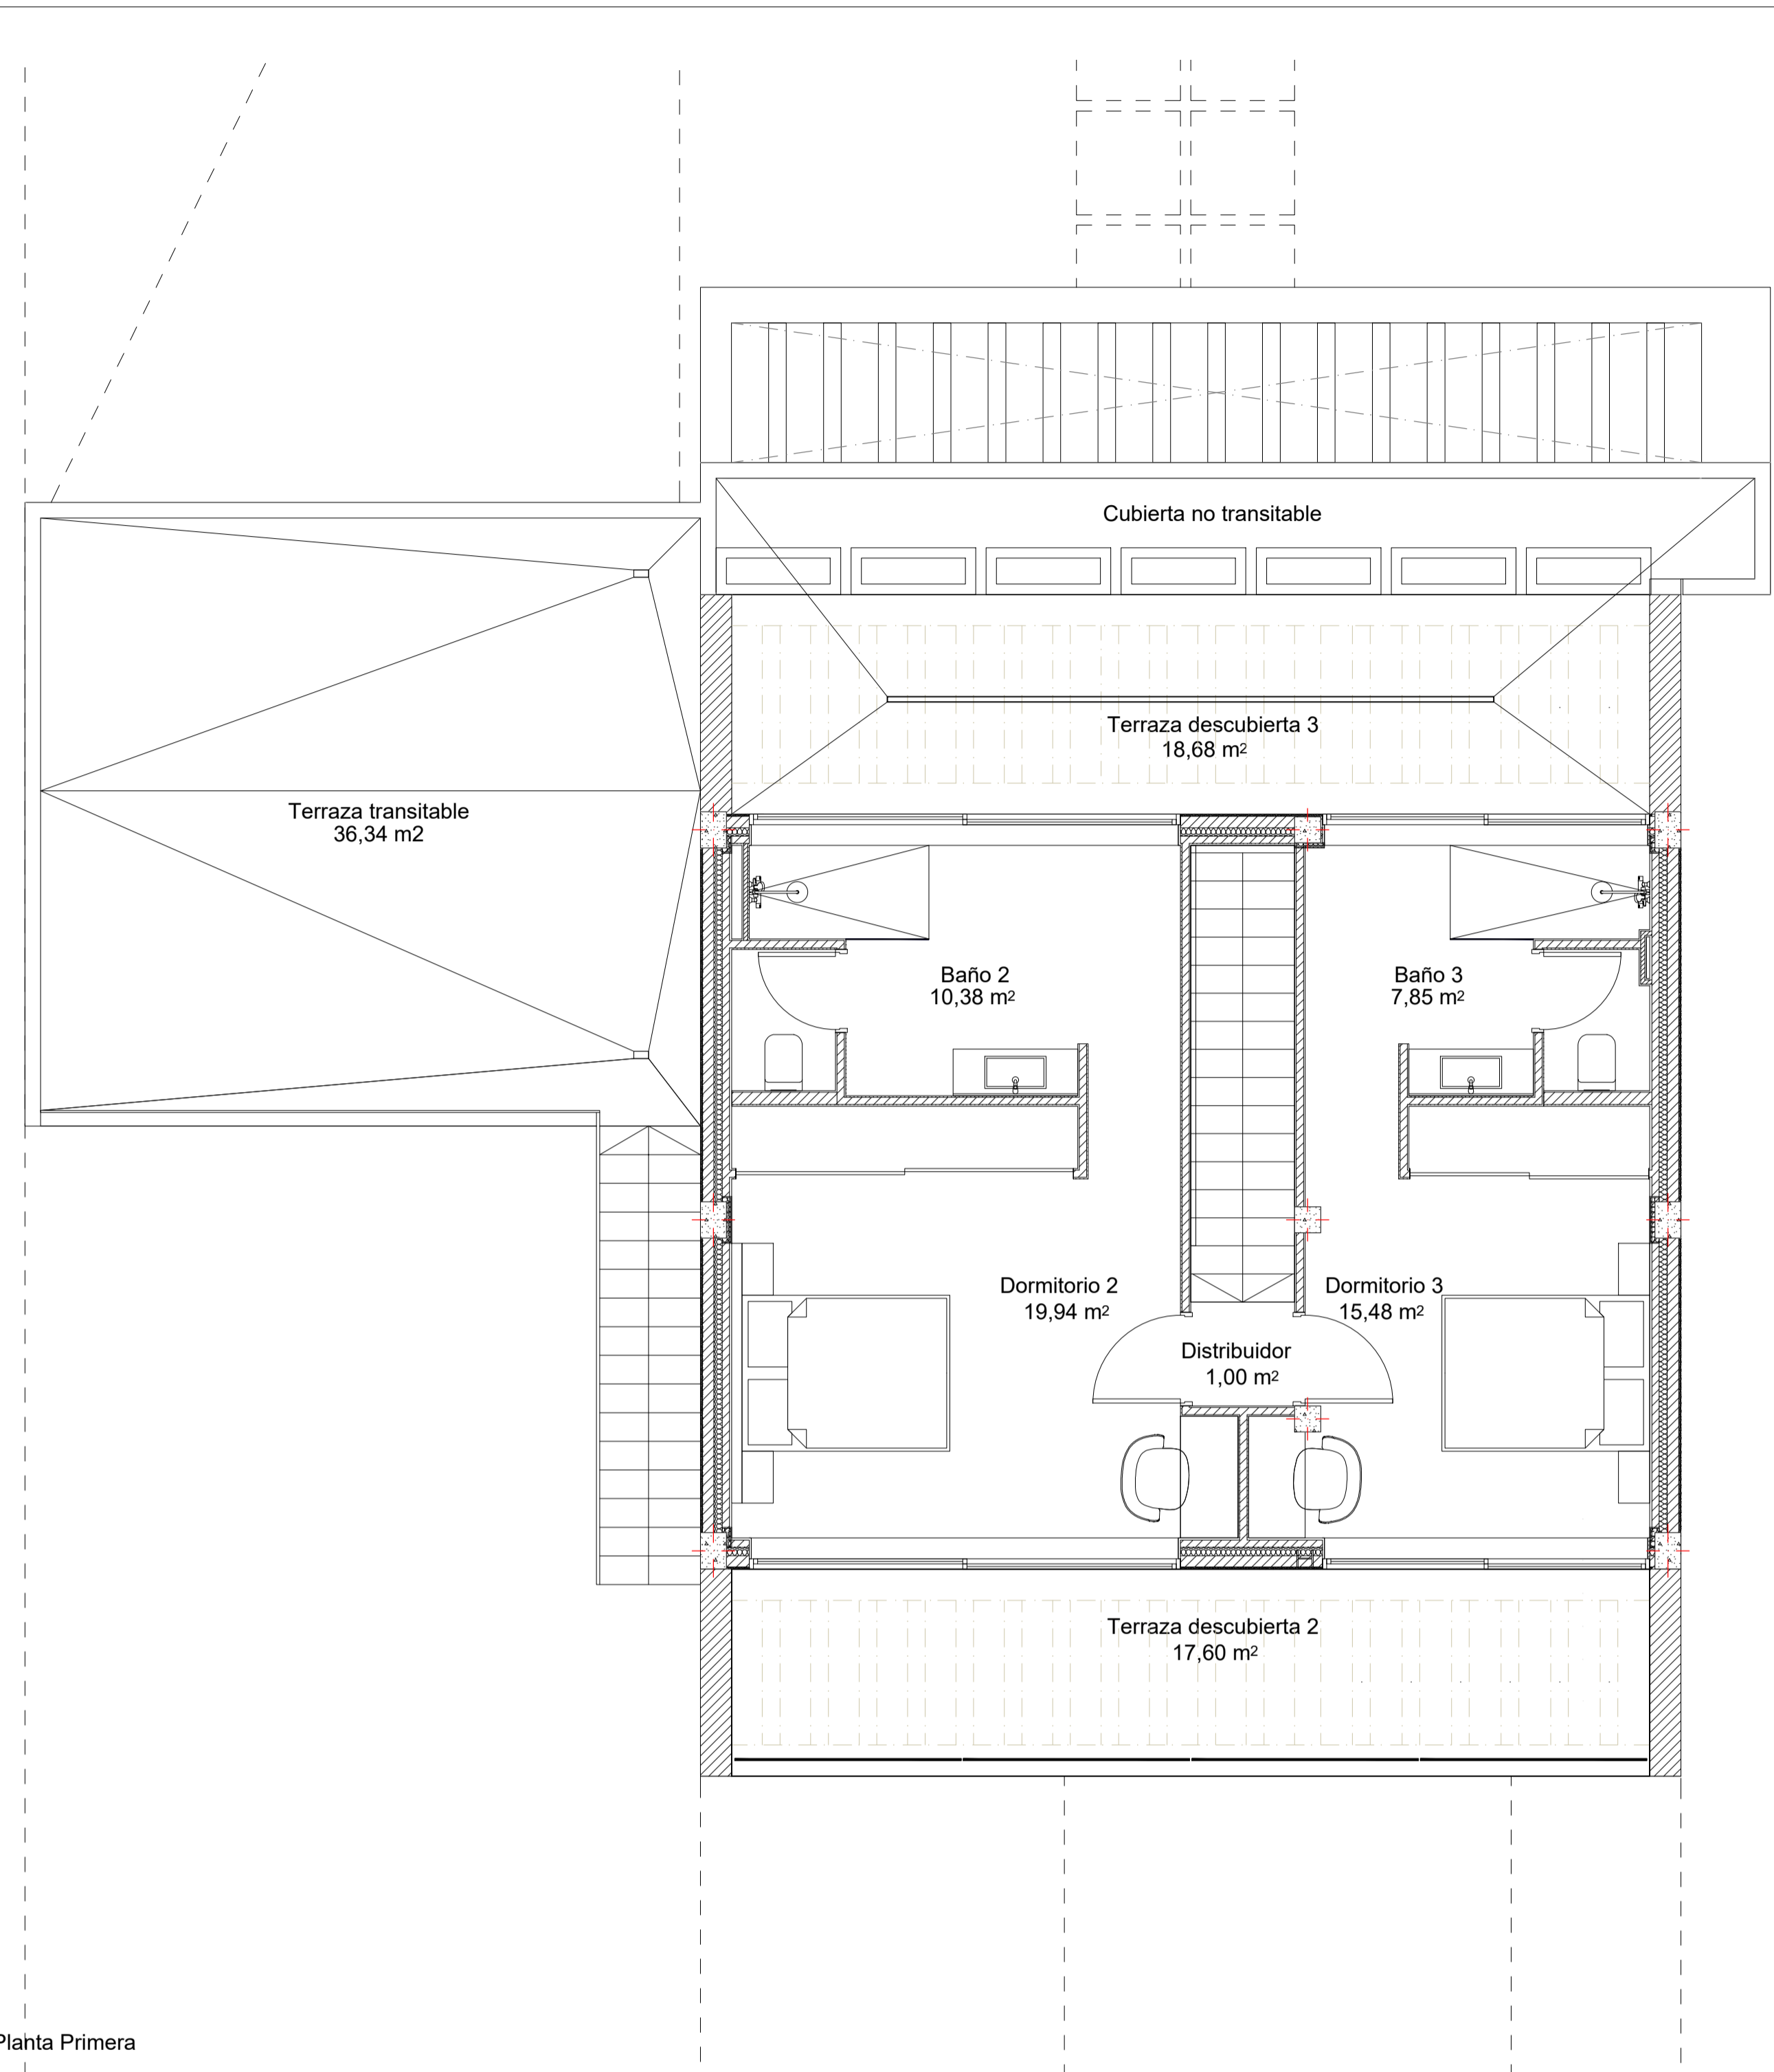 Cubierta no transitable
Terraza descubierta 3
18,68 m²
Terraza transitable
36,34 m2
Baño 2
10,38 m²
Baño 3
7,85 m²
Dormitorio 2
19,94 m²
Dormitorio 3
15,48 m²
Distribuidor
1,00 m²
Terraza descubierta 2
17,60 m²
Planta Primera